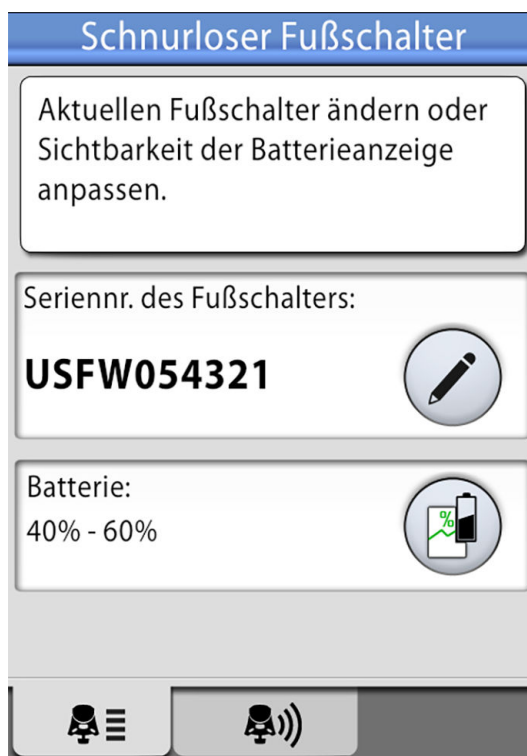 Schnurloser Fußschalter
Aktuellen Fußschalter ändern oder
Sichtbarkeit der Batterieanzeige
anpassen.
Seriennr. des Fußschalters:
USFW054321
Batterie:
40% - 60%
%